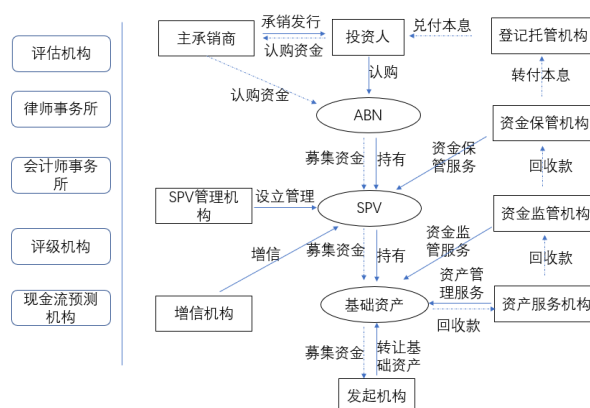 承销发行
主承销商
投资人
兑付本息
登记托管机构
认购资金
评估机构
认购
转付本息
认购资金
律师事务所
ABN
资金保管机构
募集资金
持有
资金保
管服务
回收款
会计师事务
所
SPV管理机
构
设立管理
SPV
资金监管机构
评级机构
增信
募集资金
持有
资金监
管服务
回收款
资产管
理服务
现金流预测
机构
增信机构
基础资产
资产服务机构
回收款
募集资金
转让基
础资产
发起机构